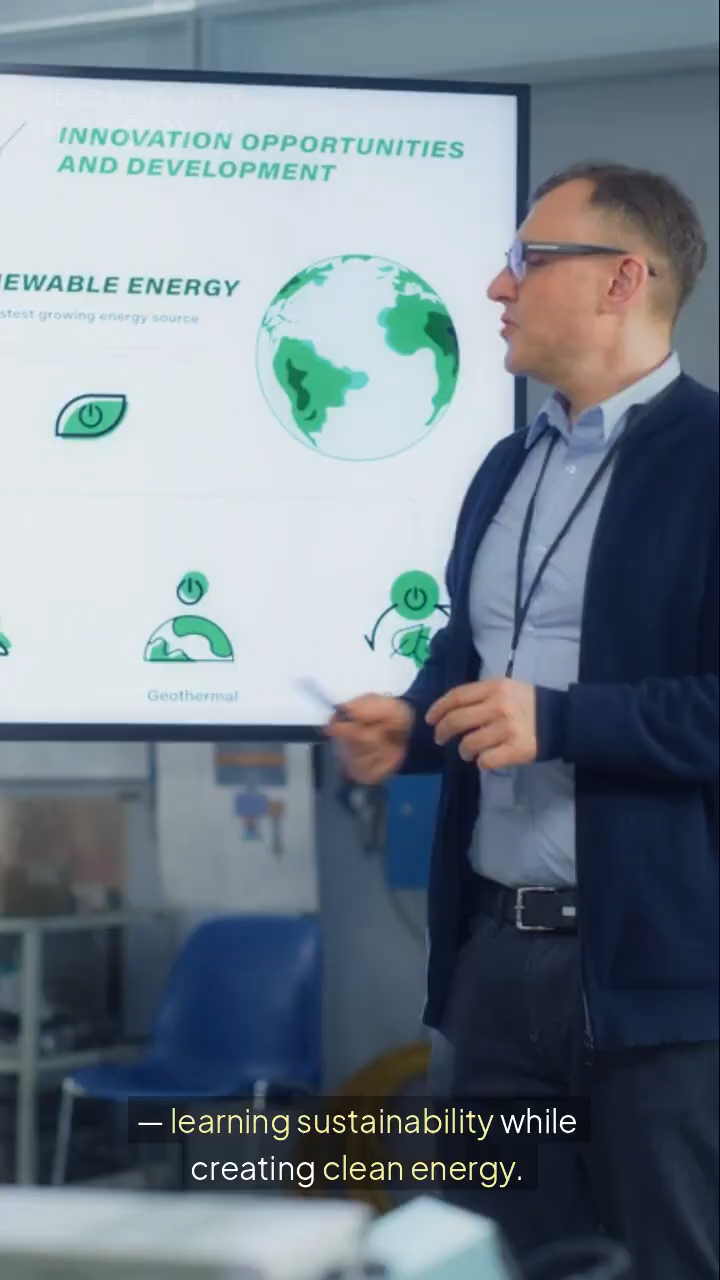 INNOVATION OPPORTUNITIES
AND DEVELOPMENT
EWABLE ENERGY
stest growing energy source
Geothermal
— learning sustainability while
creating clean energy.